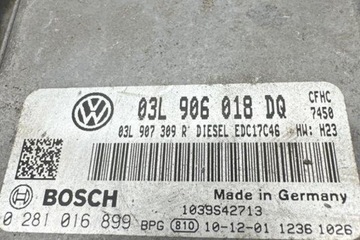 03L 906 018 DQ CFHC
7450
03L 907 309 R DIESEL EDC17C46 HW: H23
BOSCH Made in Germany
1039S42713
0 281 016 899 BPG 810 10-12-01 1236 1026